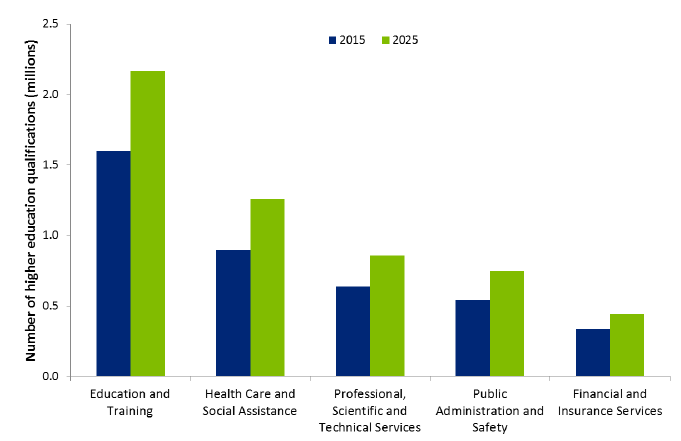 Number of higher education qualifications (millions)
2.5
2.0
1.5
1.0
0.5
0.0
2015
2025
Education and
Training
Health Care and
Social Assistance
Professional,
Scientific and
Technical Services
Public
Administration and
Safety
Financial and
Insurance Services